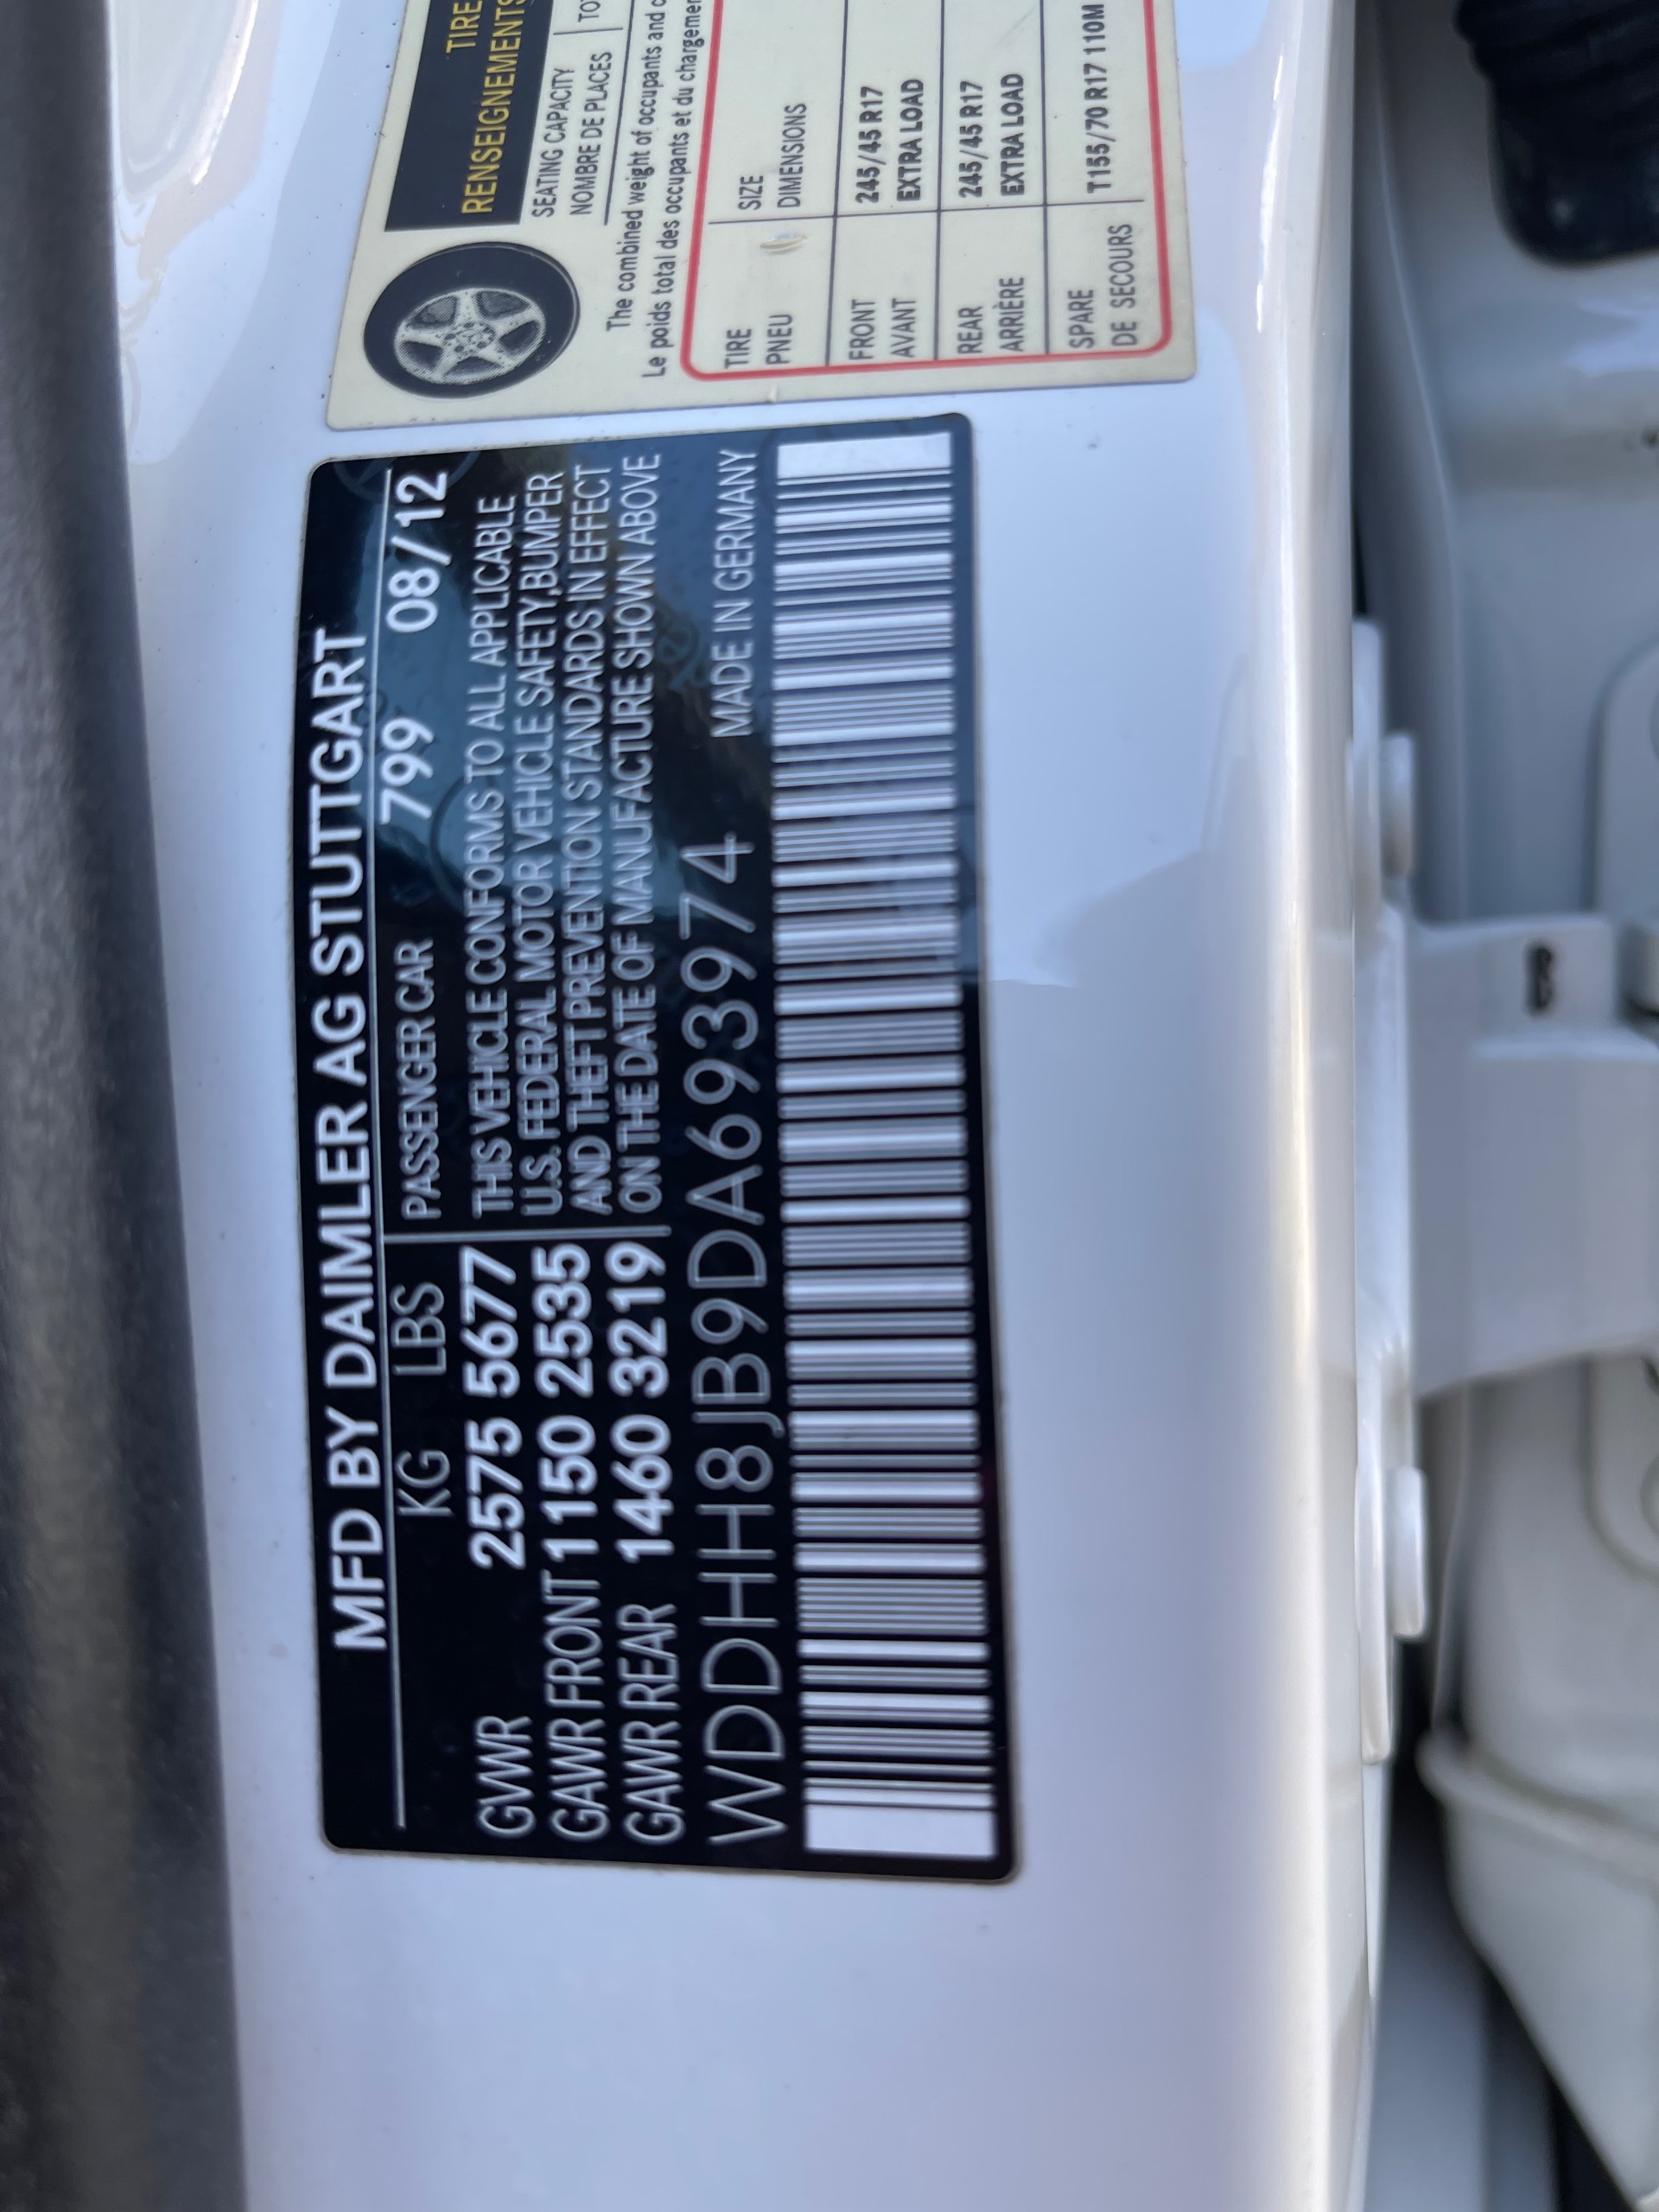 MFD BY DAIMLER AG STUTTGART
KG LBS PASSENGER CAR 799 08/12
GVWR 2575 5677
GAWR FRONT 1150 2535
GAWR REAR 1460 3219
THIS VEHICLE CONFORMS TO ALL APPLICABLE
U.S. FEDERAL MOTOR VEHICLE SAFETY,BUMPER
AND THEFT PREVENTION STANDARDS IN EFFECT
ON THE DATE OF MANUFACTURE SHOWN ABOVE
WDDHH8JB9DA693974 MADE IN GERMANY
TIRE
RENSEIGNEMENTS
SEATING CAPACITY
NOMBRE DE PLACES
The combined weight of occupants and
Le poids total des occupants et du
TIRE SIZE
PNEU DIMENSIONS
FRONT 245/45 R17
AVANT EXTRA LOAD
REAR 245/45 R17
ARRIÈRE EXTRA LOAD
SPARE T155/70 R17 110M
DE SECOURS
B